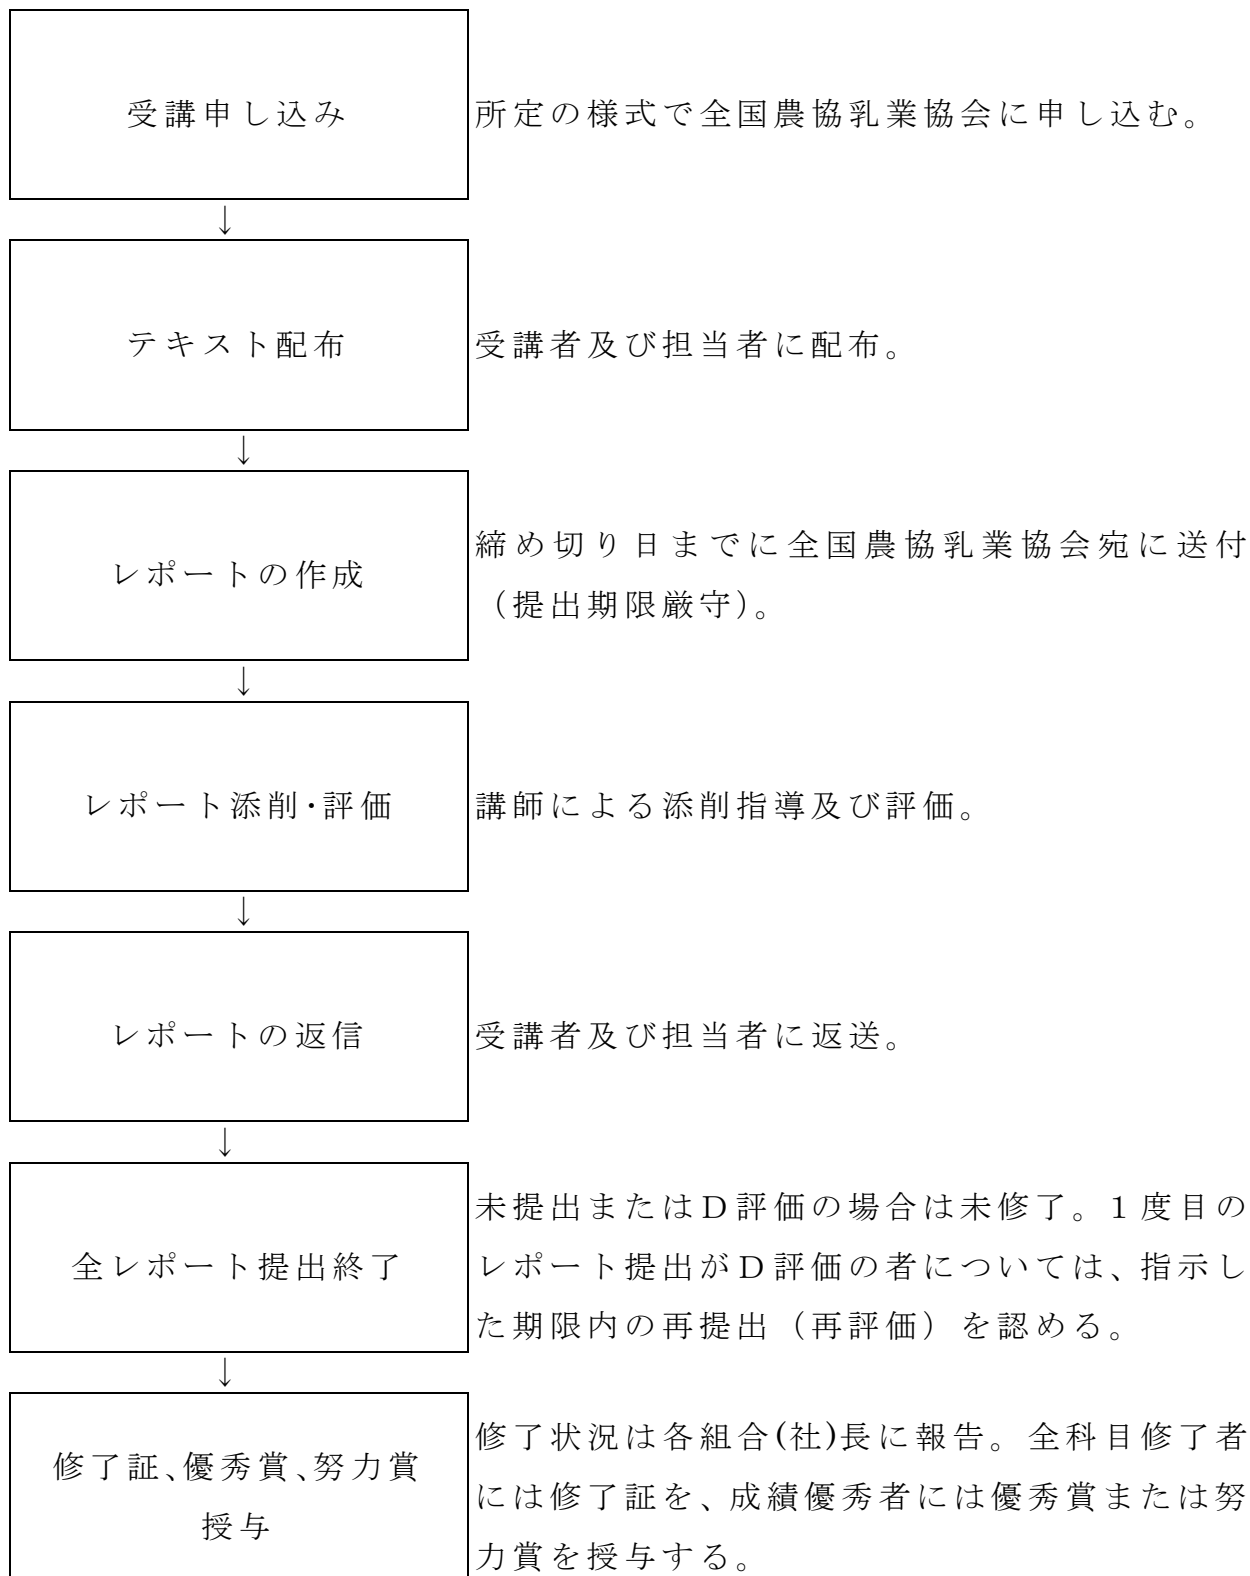 受講申し込み
所定の様式で全国農協乳業協会に申し込む。
↓
テキスト配布
受講者及び担当者に配布。
↓
レポートの作成
締め切り日までに全国農協乳業協会宛に送付
（提出期限厳守）。
↓
レポート添削・評価
講師による添削指導及び評価。
↓
レポートの返信
受講者及び担当者に返送。
↓
全レポート提出終了
未提出またはＤ評価の場合は未修了。１度目の
レポート提出がＤ評価の者については、指示し
た期限内の再提出（再評価）を認める。
↓
修了証、優秀賞、努力賞
授与
修了状況は各組合(社)長に報告。全科目修了者
には修了証を、成績優秀者には優秀賞または努
力賞を授与する。